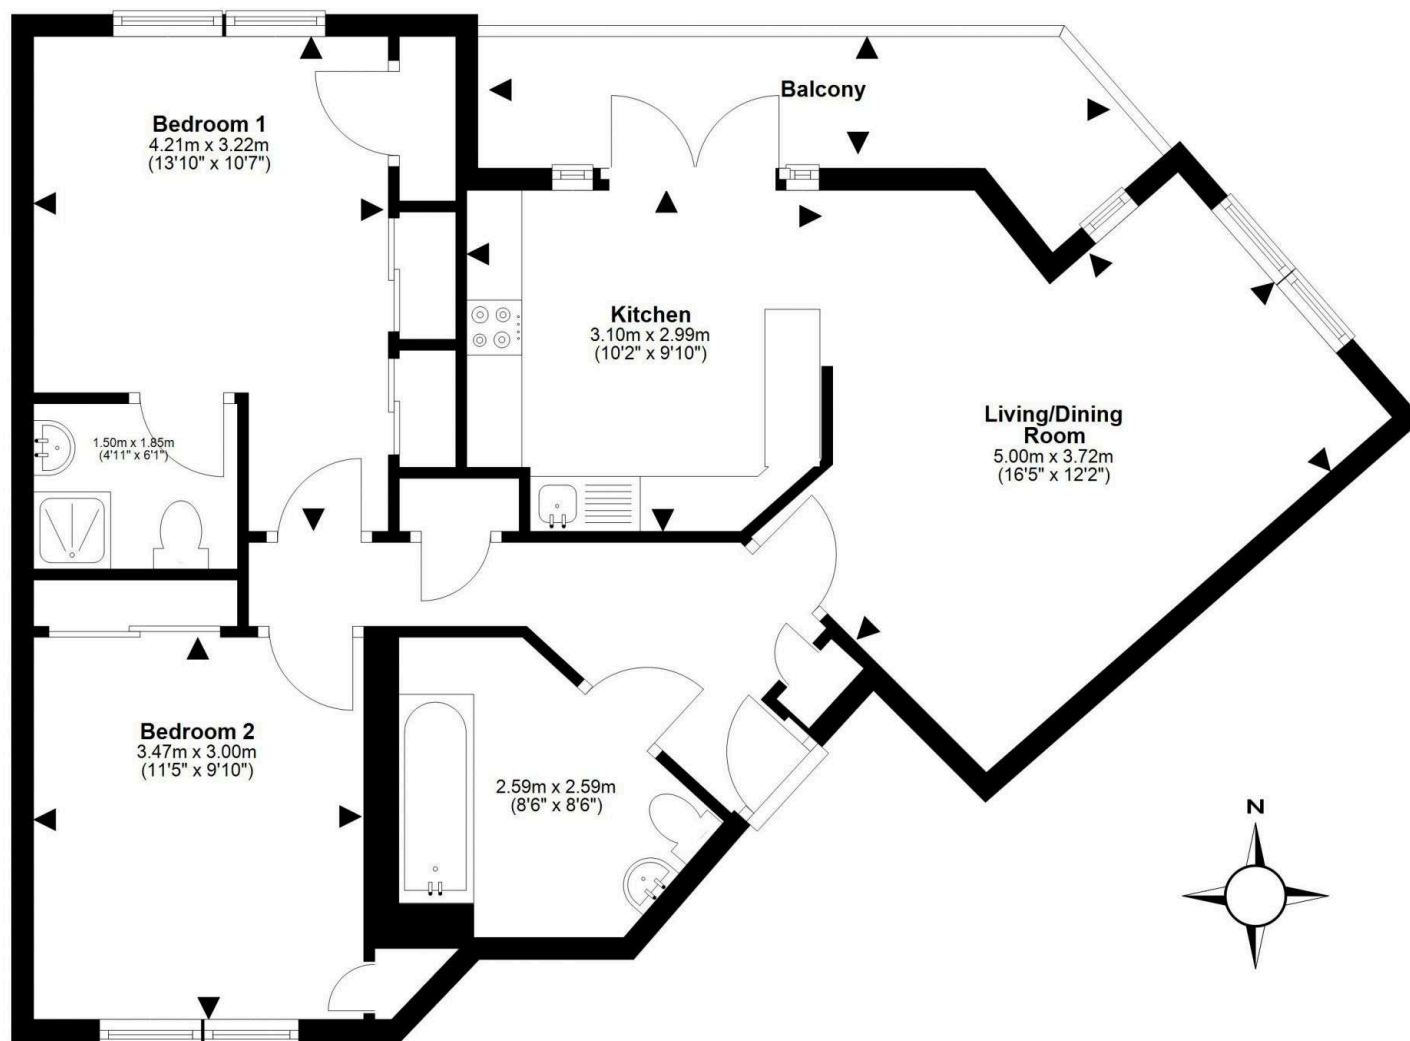 Balcony
Bedroom 1
4.21m x 3.22m
(13'10" x 10'7")
Kitchen
3.10m x 2.99m
(10'2" x 9'10")
Living/Dining
Room
5.00m x 3.72m
(16'5" x 12'2")
1.50m x 1.85m
(4'11" x 6'1")
Bedroom 2
3.47m x 3.00m
(11'5" x 9'10")
2.59m x 2.59m
(8'6" x 8'6")
N